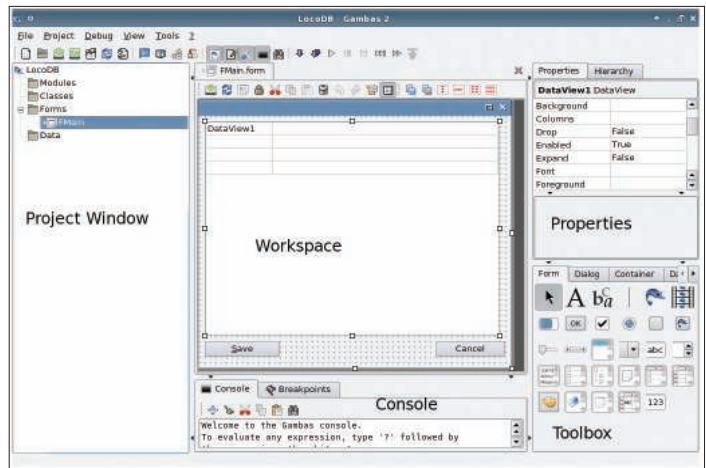 LocoDB - Gambas 2
File Project Debug View Tools ?
LocoDB
Modules
Classes
Forms
FMain
Data
Project Window
FMain.form
DataView1
Workspace
Save Cancel
Console Breakpoints
Console
Welcome to the Gambas console.
To evaluate any expression, type '?' followed by
Properties Hierarchy
DataView1 DataView
Background
Columns
Drop False
Enabled True
Expand False
Font
Foreground
Properties
Form Dialog Container
A
OK
abc
123
Toolbox